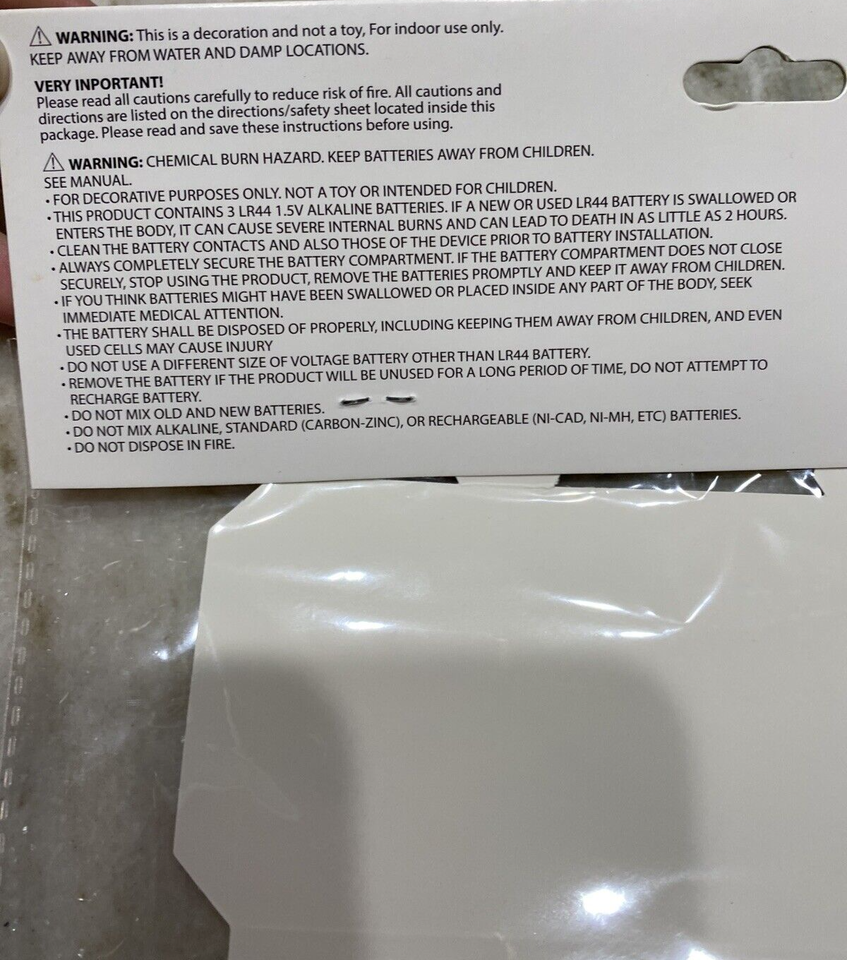 ⚠ WARNING: This is a decoration and not a toy, For indoor use only.
KEEP AWAY FROM WATER AND DAMP LOCATIONS.
VERY INPORTANT!
Please read all cautions carefully to reduce risk of fire. All cautions and
directions are listed on the directions/safety sheet located inside this
package. Please read and save these instructions before using.
⚠ WARNING: CHEMICAL BURN HAZARD. KEEP BATTERIES AWAY FROM CHILDREN.
SEE MANUAL.
• FOR DECORATIVE PURPOSES ONLY. NOT A TOY OR INTENDED FOR CHILDREN.
• THIS PRODUCT CONTAINS 3 LR44 1.5V ALKALINE BATTERIES. IF A NEW OR USED LR44 BATTERY IS SWALLOWED OR
ENTERS THE BODY, IT CAN CAUSE SEVERE INTERNAL BURNS AND CAN LEAD TO DEATH IN AS LITTLE AS 2 HOURS.
• CLEAN THE BATTERY CONTACTS AND ALSO THOSE OF THE DEVICE PRIOR TO BATTERY INSTALLATION.
• ALWAYS COMPLETELY SECURE THE BATTERY COMPARTMENT. IF THE BATTERY COMPARTMENT DOES NOT CLOSE
SECURELY, STOP USING THE PRODUCT, REMOVE THE BATTERIES PROMPTLY AND KEEP IT AWAY FROM CHILDREN.
• IF YOU THINK BATTERIES MIGHT HAVE BEEN SWALLOWED OR PLACED INSIDE ANY PART OF THE BODY, SEEK
IMMEDIATE MEDICAL ATTENTION.
• THE BATTERY SHALL BE DISPOSED OF PROPERLY, INCLUDING KEEPING THEM AWAY FROM CHILDREN, AND EVEN
USED CELLS MAY CAUSE INJURY
• DO NOT USE A DIFFERENT SIZE OF VOLTAGE BATTERY OTHER THAN LR44 BATTERY.
• REMOVE THE BATTERY IF THE PRODUCT WILL BE UNUSED FOR A LONG PERIOD OF TIME, DO NOT ATTEMPT TO
RECHARGE BATTERY.
• DO NOT MIX OLD AND NEW BATTERIES.
• DO NOT MIX ALKALINE, STANDARD (CARBON-ZINC), OR RECHARGEABLE (NI-CAD, NI-MH, ETC) BATTERIES.
• DO NOT DISPOSE IN FIRE.